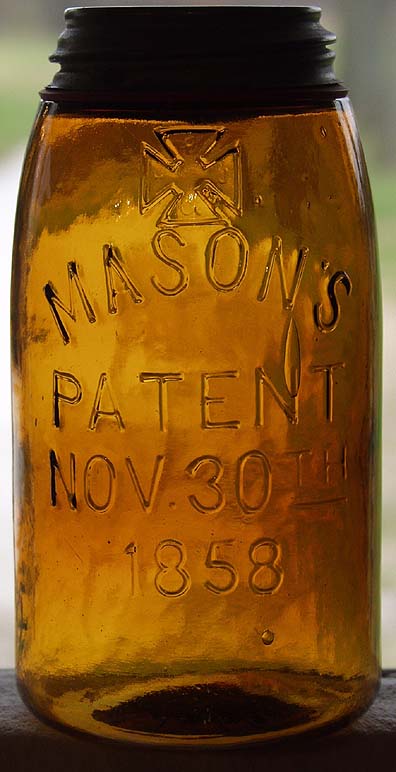 MASON'S
PATENT
NOV. 30TH
1858